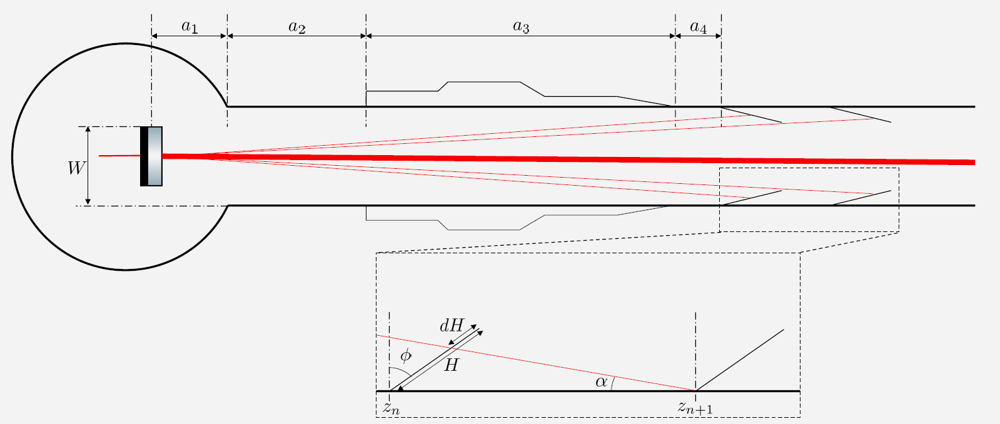 a₁
a₂
a₃
a₄
W
dH
ϕ
H
α
zₙ
zₙ₊₁